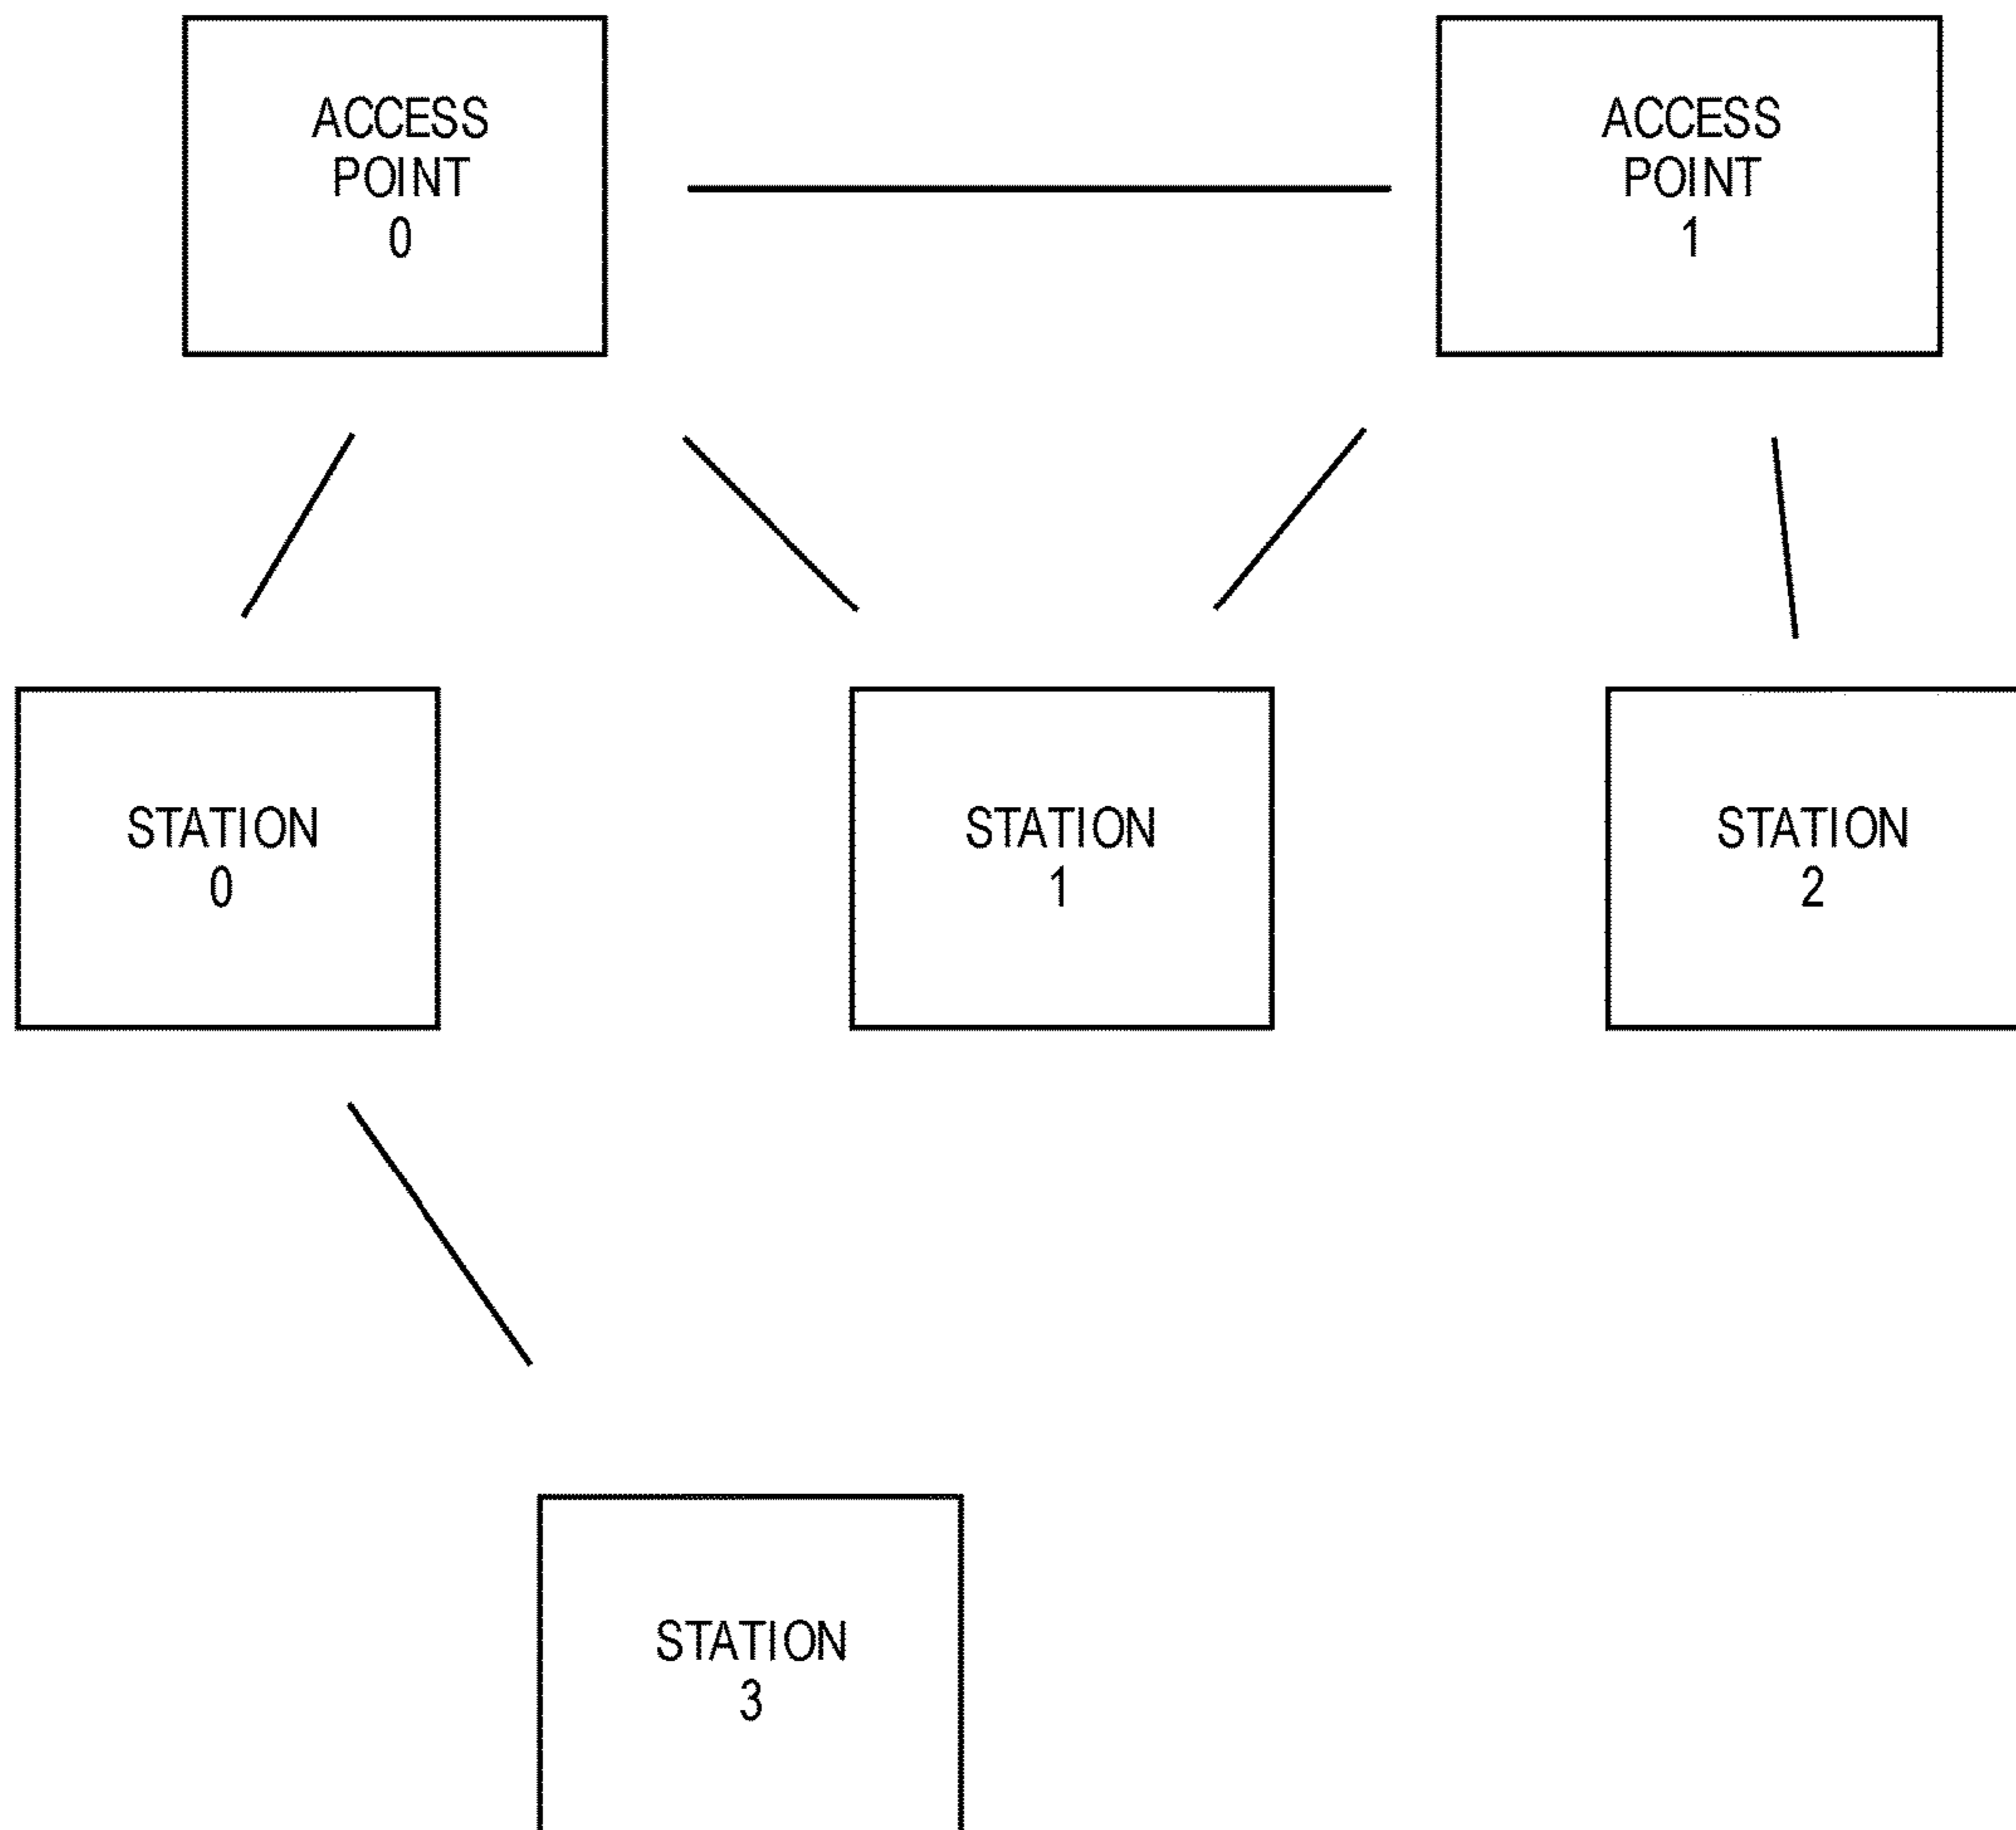 ACCESS
POINT
0
ACCESS
POINT
1
STATION
0
STATION
1
STATION
2
STATION
3